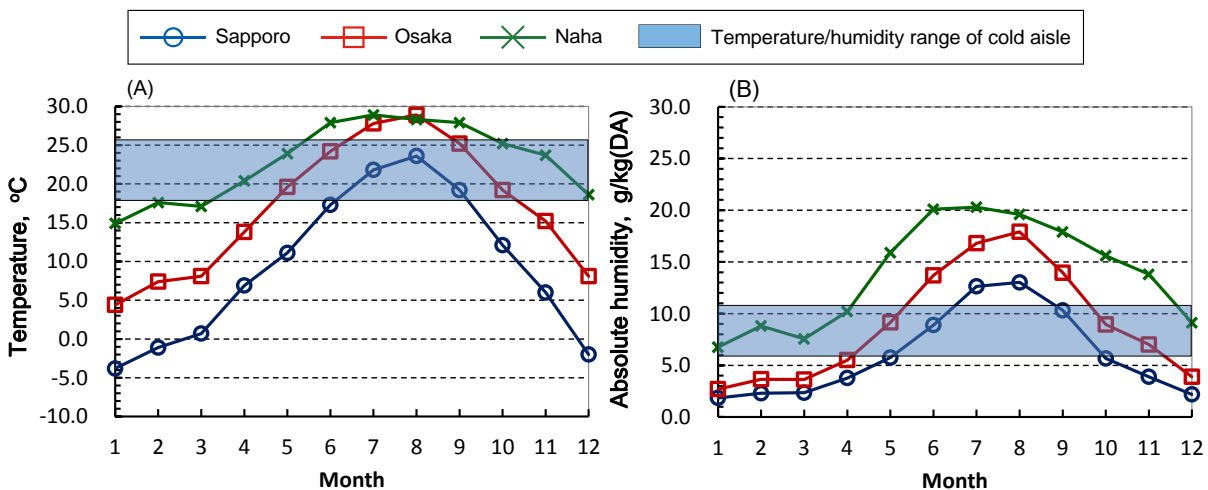 Sapporo Osaka Naha Temperature/humidity range of cold aisle
(A)
30.0
25.0
20.0
15.0
10.0
5.0
0.0
-5.0
-10.0
Temperature, oC
1 2 3 4 5 6 7 8 9 10 11 12
Month
(B)
30.0
25.0
20.0
15.0
10.0
5.0
0.0
Absolute humidity, g/kg(DA)
1 2 3 4 5 6 7 8 9 10 11 12
Month